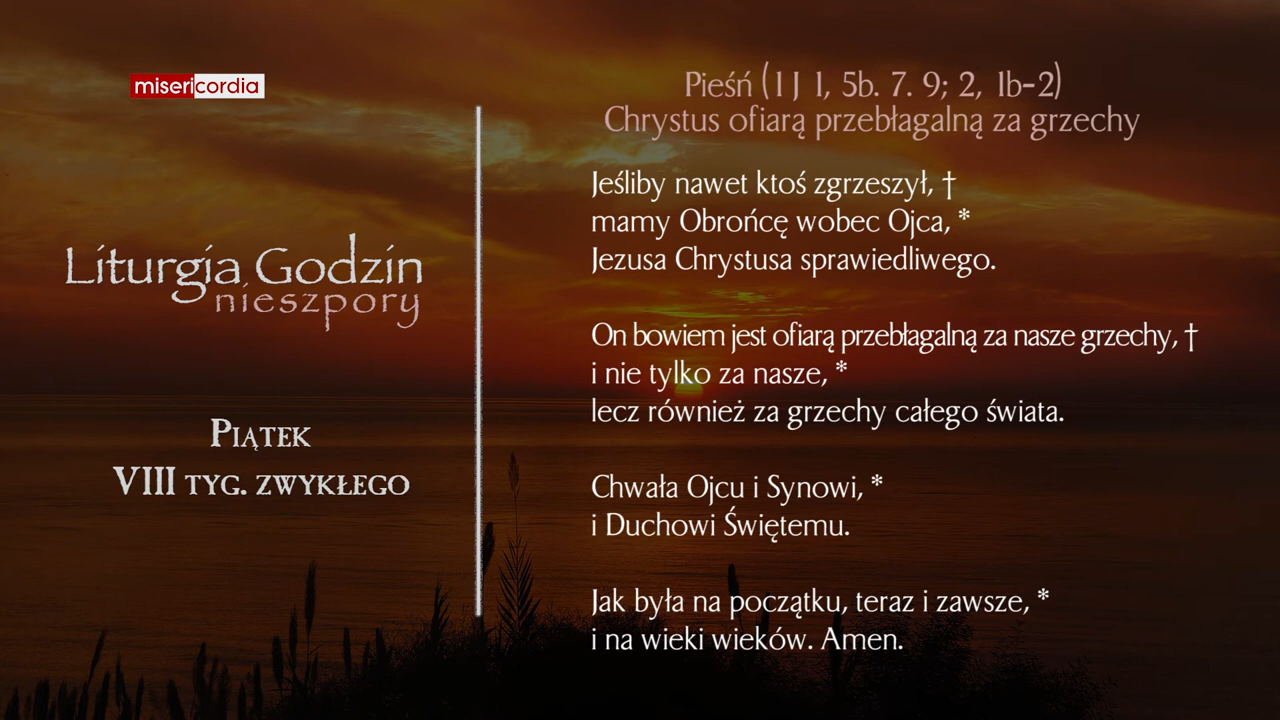 misericordia
Liturgia Godzin
nieszpory
Piątek
VIII tyg. zwykłego
Pieśń (1 J 1, 5b. 7. 9; 2, 1b-2)
Chrystus ofiarą przebłagalną za grzechy
Jeśliby nawet ktoś zgrzeszył, †
mamy Obrońcę wobec Ojca, *
Jezusa Chrystusa sprawiedliwego.
On bowiem jest ofiarą przebłagalną za nasze grzechy, †
i nie tylko za nasze, *
lecz również za grzechy całego świata.
Chwała Ojcu i Synowi, *
i Duchowi Świętemu.
Jak była na początku, teraz i zawsze, *
i na wieki wieków. Amen.